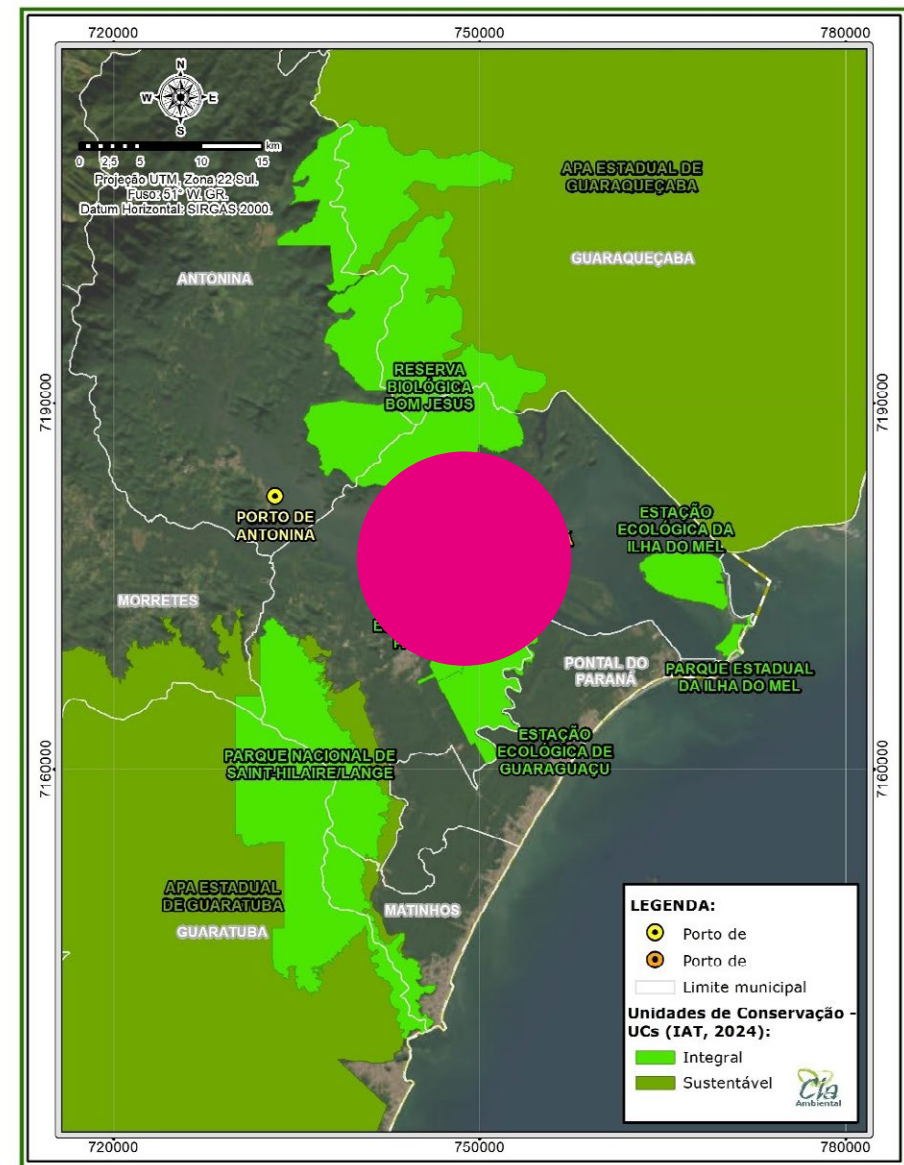 720000 750000 780000
N
W E
S
0 2,5 5 10 15 km
Projeção UTM, Zona 22 Sul.
Fuso: 51° W. GR.
Datum Horizontal: SIRGAS 2000.
APA ESTADUAL DE
GUARAQUEÇABA
GUARAQUEÇABA
ANTONINA
RESERVA
BIOLÓGICA
BOM JESUS
7190000 7190000
PORTO DE
ANTONINA
ESTAÇÃO
ECOLÓGICA DA
ILHA DO MEL
MORRETES
PONTAL DO
PARANÁ
PARQUE ESTADUAL
DA ILHA DO MEL
ESTAÇÃO
ECOLÓGICA DE
GUARAGUAÇU
PARQUE NACIONAL DE
SAINT-HILAIRE/LANGE
7160000 7160000
APA ESTADUAL
DE GUARATUBA
GUARATUBA
MATINHOS
LEGENDA:
Porto de
Porto de
Limite municipal
Unidades de Conservação -
UCs (IAT, 2024):
Integral
Sustentável
Cia
Ambiental
720000 750000 780000